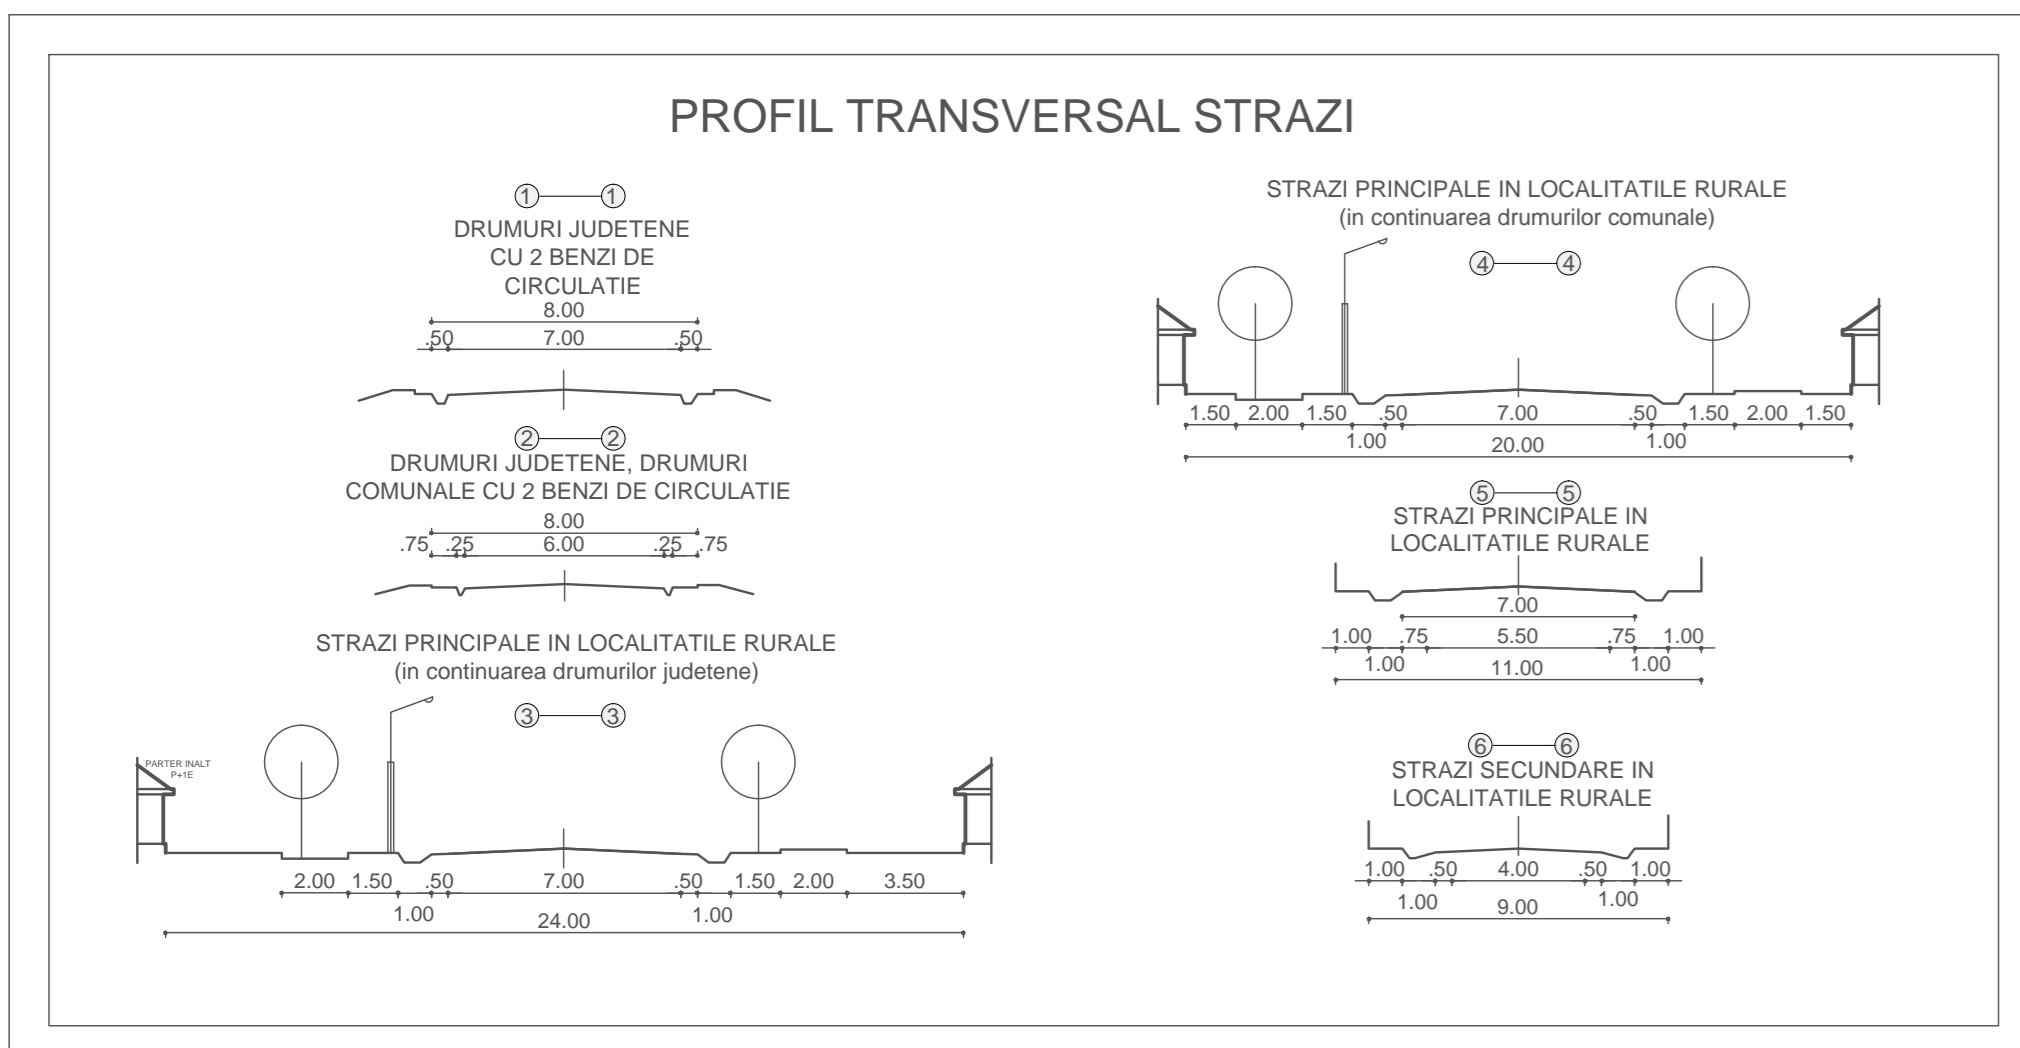 PROFIL TRANSVERSAL STRAZI
1 1
DRUMURI JUDETENE
CU 2 BENZI DE
CIRCULATIE
8.00
.50 7.00 .50
2 2
DRUMURI JUDETENE, DRUMURI
COMUNALE CU 2 BENZI DE CIRCULATIE
8.00
.75 .25 6.00 .25 .75
STRAZI PRINCIPALE IN LOCALITATILE RURALE
(in continuarea drumurilor judetene)
3 3
PARTER INALT
P+1E
2.00 1.50 .50 7.00 .50 1.50 2.00 3.50
1.00 24.00 1.00
STRAZI PRINCIPALE IN LOCALITATILE RURALE
(in continuarea drumurilor comunale)
4 4
1.50 2.00 1.50 .50 7.00 .50 1.50 2.00 1.50
1.00 20.00 1.00
5 5
STRAZI PRINCIPALE IN
LOCALITATILE RURALE
7.00
1.00 .75 5.50 .75 1.00
1.00 11.00 1.00
6 6
STRAZI SECUNDARE IN
LOCALITATILE RURALE
1.00 .50 4.00 .50 1.00
1.00 9.00 1.00